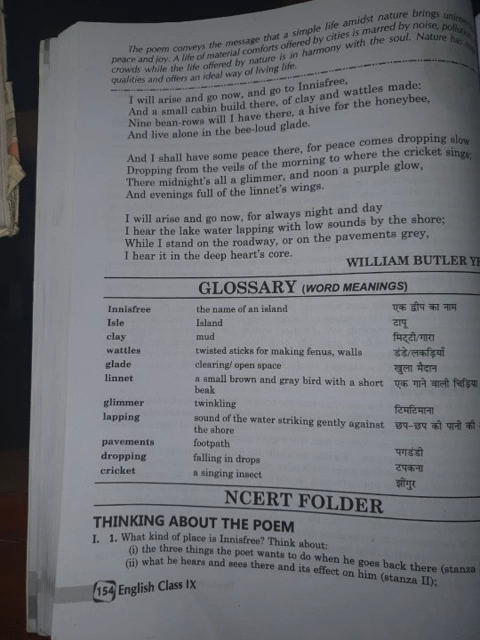 The poem conveys the message that a simple life amidst nature brings
peace and joy. A life of material comforts offered by cities is marred by noise,
crowds while the life offered by nature is in harmony with the soul. Nature has
qualities and offers an ideal way of living life.
I will arise and go now, and go to Innisfree,
And a small cabin build there, of clay and wattles made:
Nine bean-rows will I have there, a hive for the honeybee,
And live alone in the bee-loud glade.
And I shall have some peace there, for peace comes dropping slow
Dropping from the veils of the morning to where the cricket sings;
There midnight's all a glimmer, and noon a purple glow,
And evenings full of the linnet's wings.
I will arise and go now, for always night and day
I hear the lake water lapping with low sounds by the shore;
While I stand on the roadway, or on the pavements grey,
I hear it in the deep heart's core.
WILLIAM BUTLER
GLOSSARY (WORD MEANINGS)
Innisfree the name of an island एक द्वीप का नाम
Isle Island टापू
clay mud मिट्टी/गारा
wattles twisted sticks for making fenus, walls डंडे/लकड़ियाँ
glade clearing/ open space खुला मैदान
linnet a small brown and gray bird with a short एक गाने वाली चिड़िया
beak
glimmer twinkling टिमटिमाना
lapping sound of the water striking gently against छप-छप की पानी की
the shore
pavements footpath पगडंडी
dropping falling in drops टपकना
cricket a singing insect झींगुर
NCERT FOLDER
THINKING ABOUT THE POEM
I. 1. What kind of place is Innisfree? Think about:
(i) the three things the poet wants to do when he goes back there (stanza
(ii) what he hears and sees there and its effect on him (stanza II);
154 English Class IX